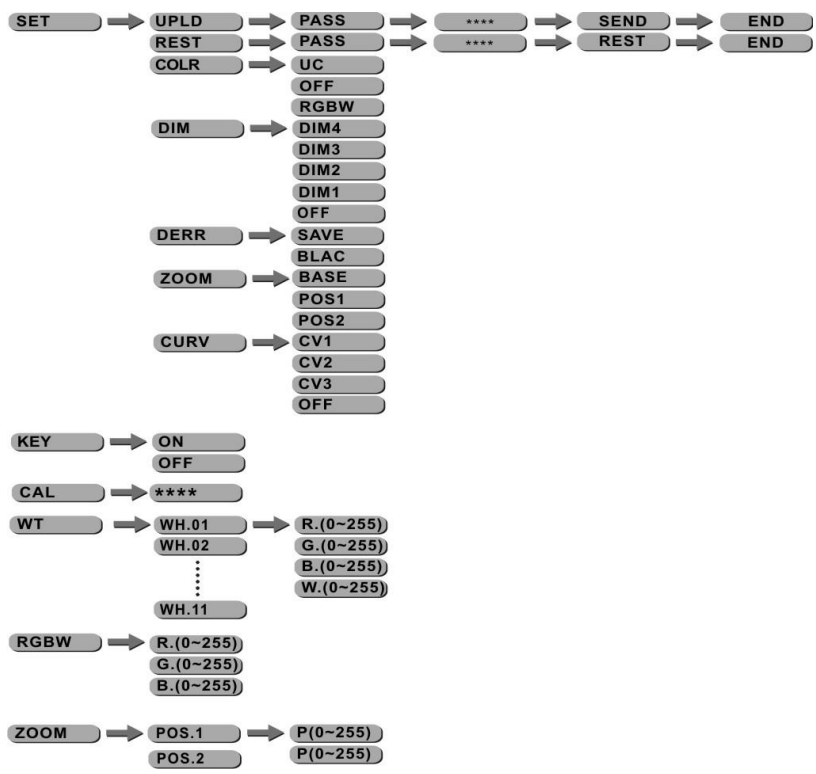 SET UPLD PASS **** SEND END
REST PASS **** REST END
COLR UC
OFF
RGBW
DIM DIM4
DIM3
DIM2
DIM1
OFF
DERR SAVE
BLAC
ZOOM BASE
POS1
POS2
CURV CV1
CV2
CV3
OFF
KEY ON
OFF
CAL ****
WT WH.01 R.(0~255)
WH.02 G.(0~255)
B.(0~255)
W.(0~255)
WH.11
RGBW R.(0~255)
G.(0~255)
B.(0~255)
ZOOM POS.1 P(0~255)
POS.2 P(0~255)